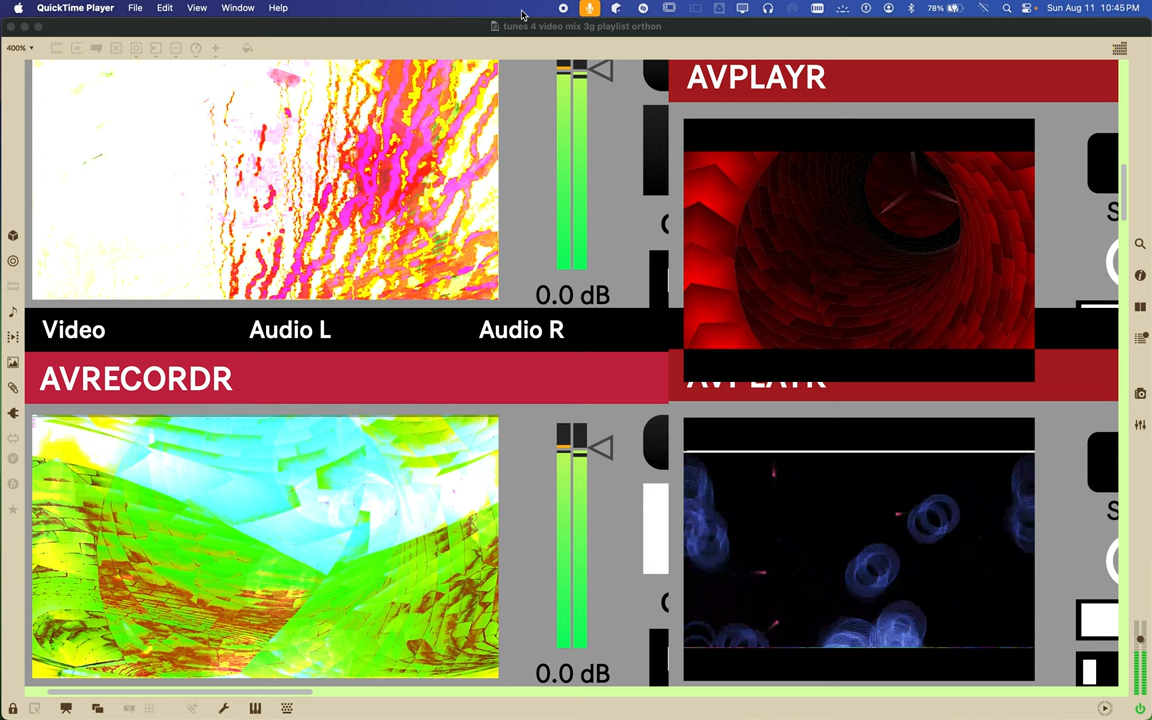 QuickTime Player File Edit View Window Help 78% Sun Aug 11 10:45 PM
tunes 4 video mix 3g playlist orthon
400%
AVPLAYR
S
0.0 dB
Video Audio L Audio R
AVRECORDR
AVPLAYR
S
0.0 dB